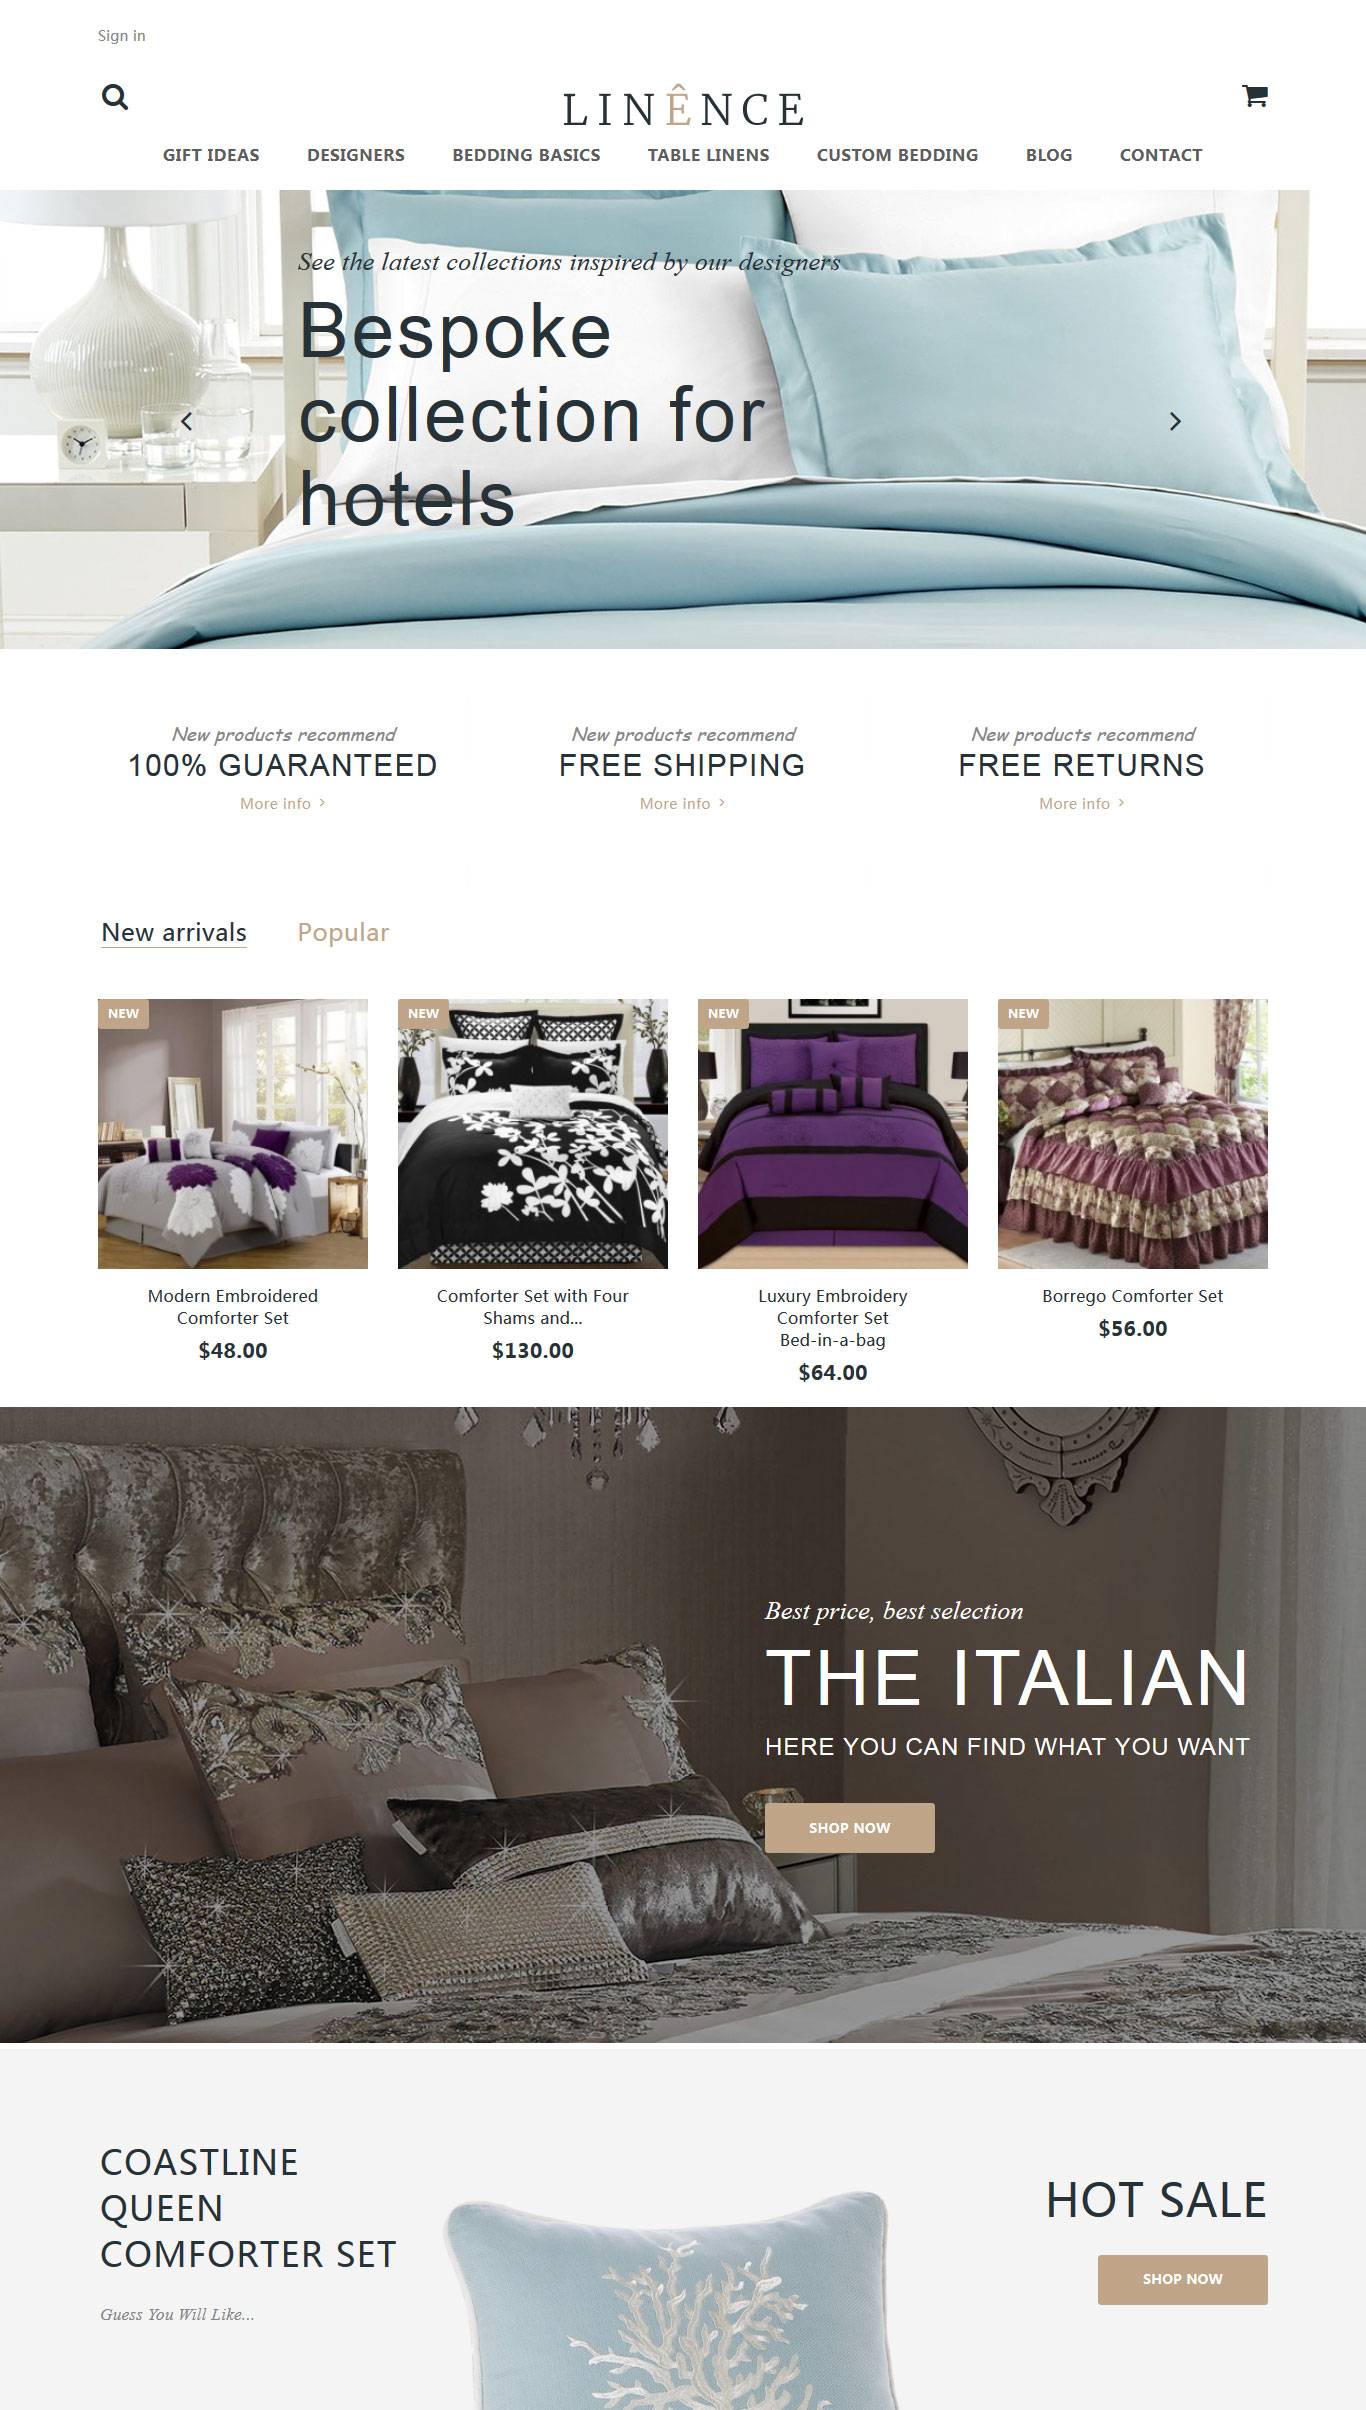 Sign in
LINÊNCE
GIFT IDEAS DESIGNERS BEDDING BASICS TABLE LINENS CUSTOM BEDDING BLOG CONTACT
See the latest collections inspired by our designers
Bespoke
collection for
hotels
New products recommend
100% GUARANTEED
More info
New products recommend
FREE SHIPPING
More info
New products recommend
FREE RETURNS
More info
New arrivals Popular
NEW
Modern Embroidered
Comforter Set
$48.00
NEW
Comforter Set with Four
Shams and...
$130.00
NEW
Luxury Embroidery
Comforter Set
Bed-in-a-bag
$64.00
NEW
Borrego Comforter Set
$56.00
Best price, best selection
THE ITALIAN
HERE YOU CAN FIND WHAT YOU WANT
SHOP NOW
COASTLINE
QUEEN
COMFORTER SET
Guess You Will Like...
HOT SALE
SHOP NOW